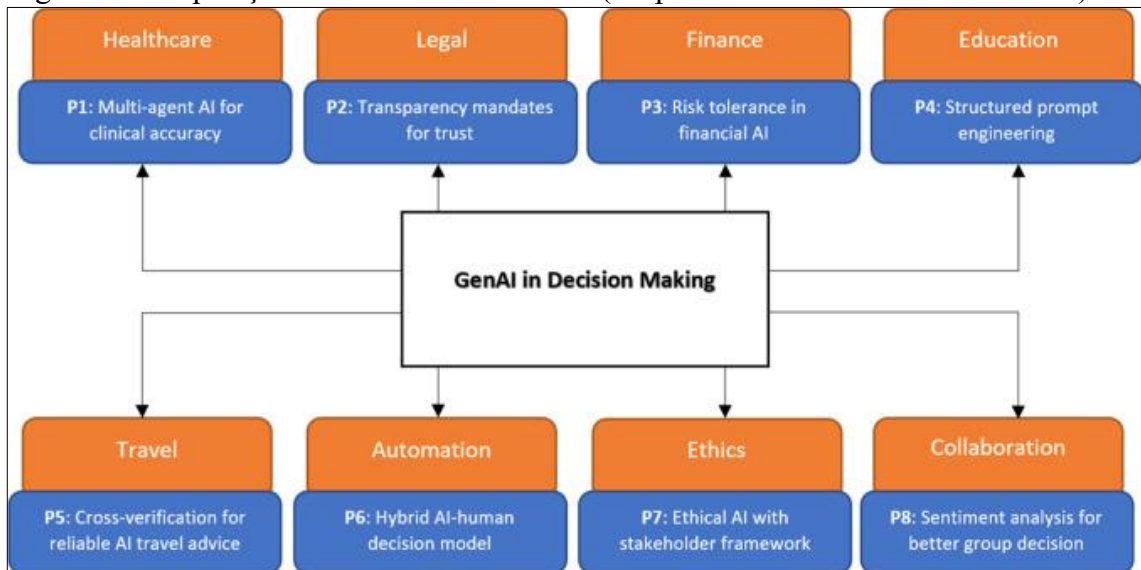 Healthcare
Legal
Finance
Education
P1: Multi-agent AI for
clinical accuracy
P2: Transparency mandates
for trust
P3: Risk tolerance in
financial AI
P4: Structured prompt
engineering
GenAI in Decision Making
Travel
Automation
Ethics
Collaboration
P5: Cross-verification for
reliable AI travel advice
P6: Hybrid AI-human
decision model
P7: Ethical AI with
stakeholder framework
P8: Sentiment analysis for
better group decision